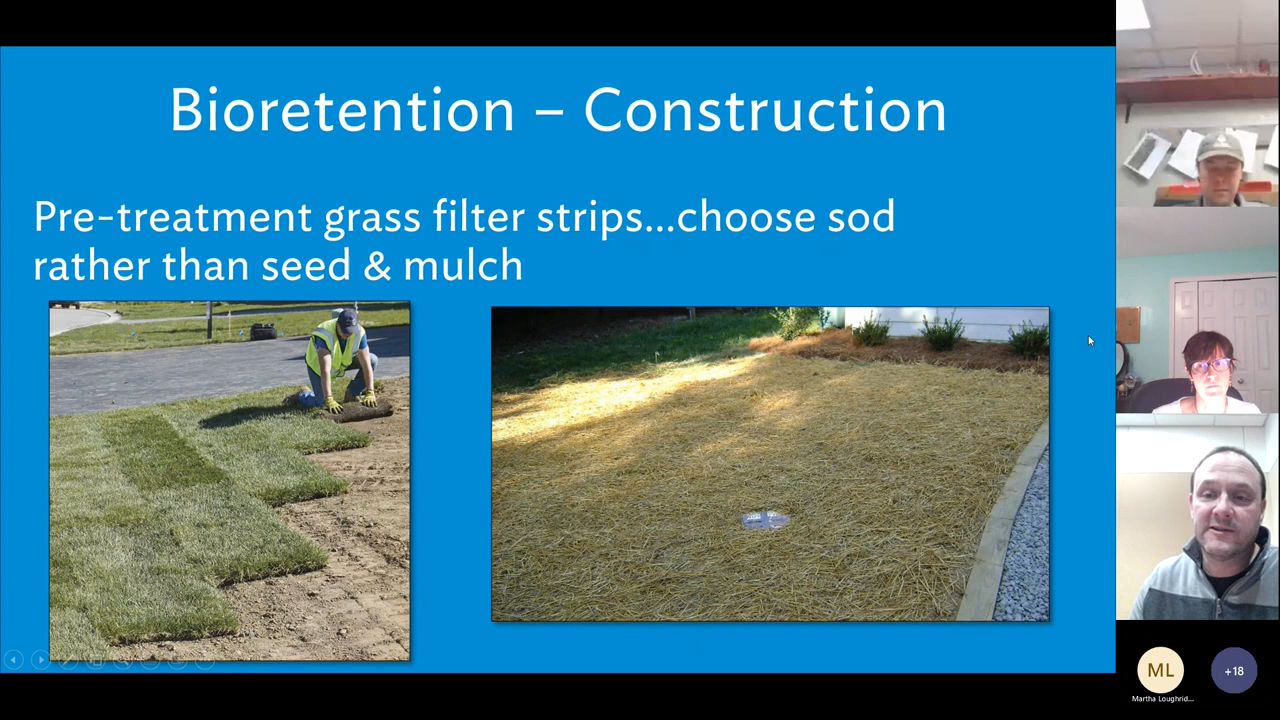 Bioretention – Construction
Pre-treatment grass filter strips...choose sod
rather than seed & mulch
ML
+18
Martha Loughrid...